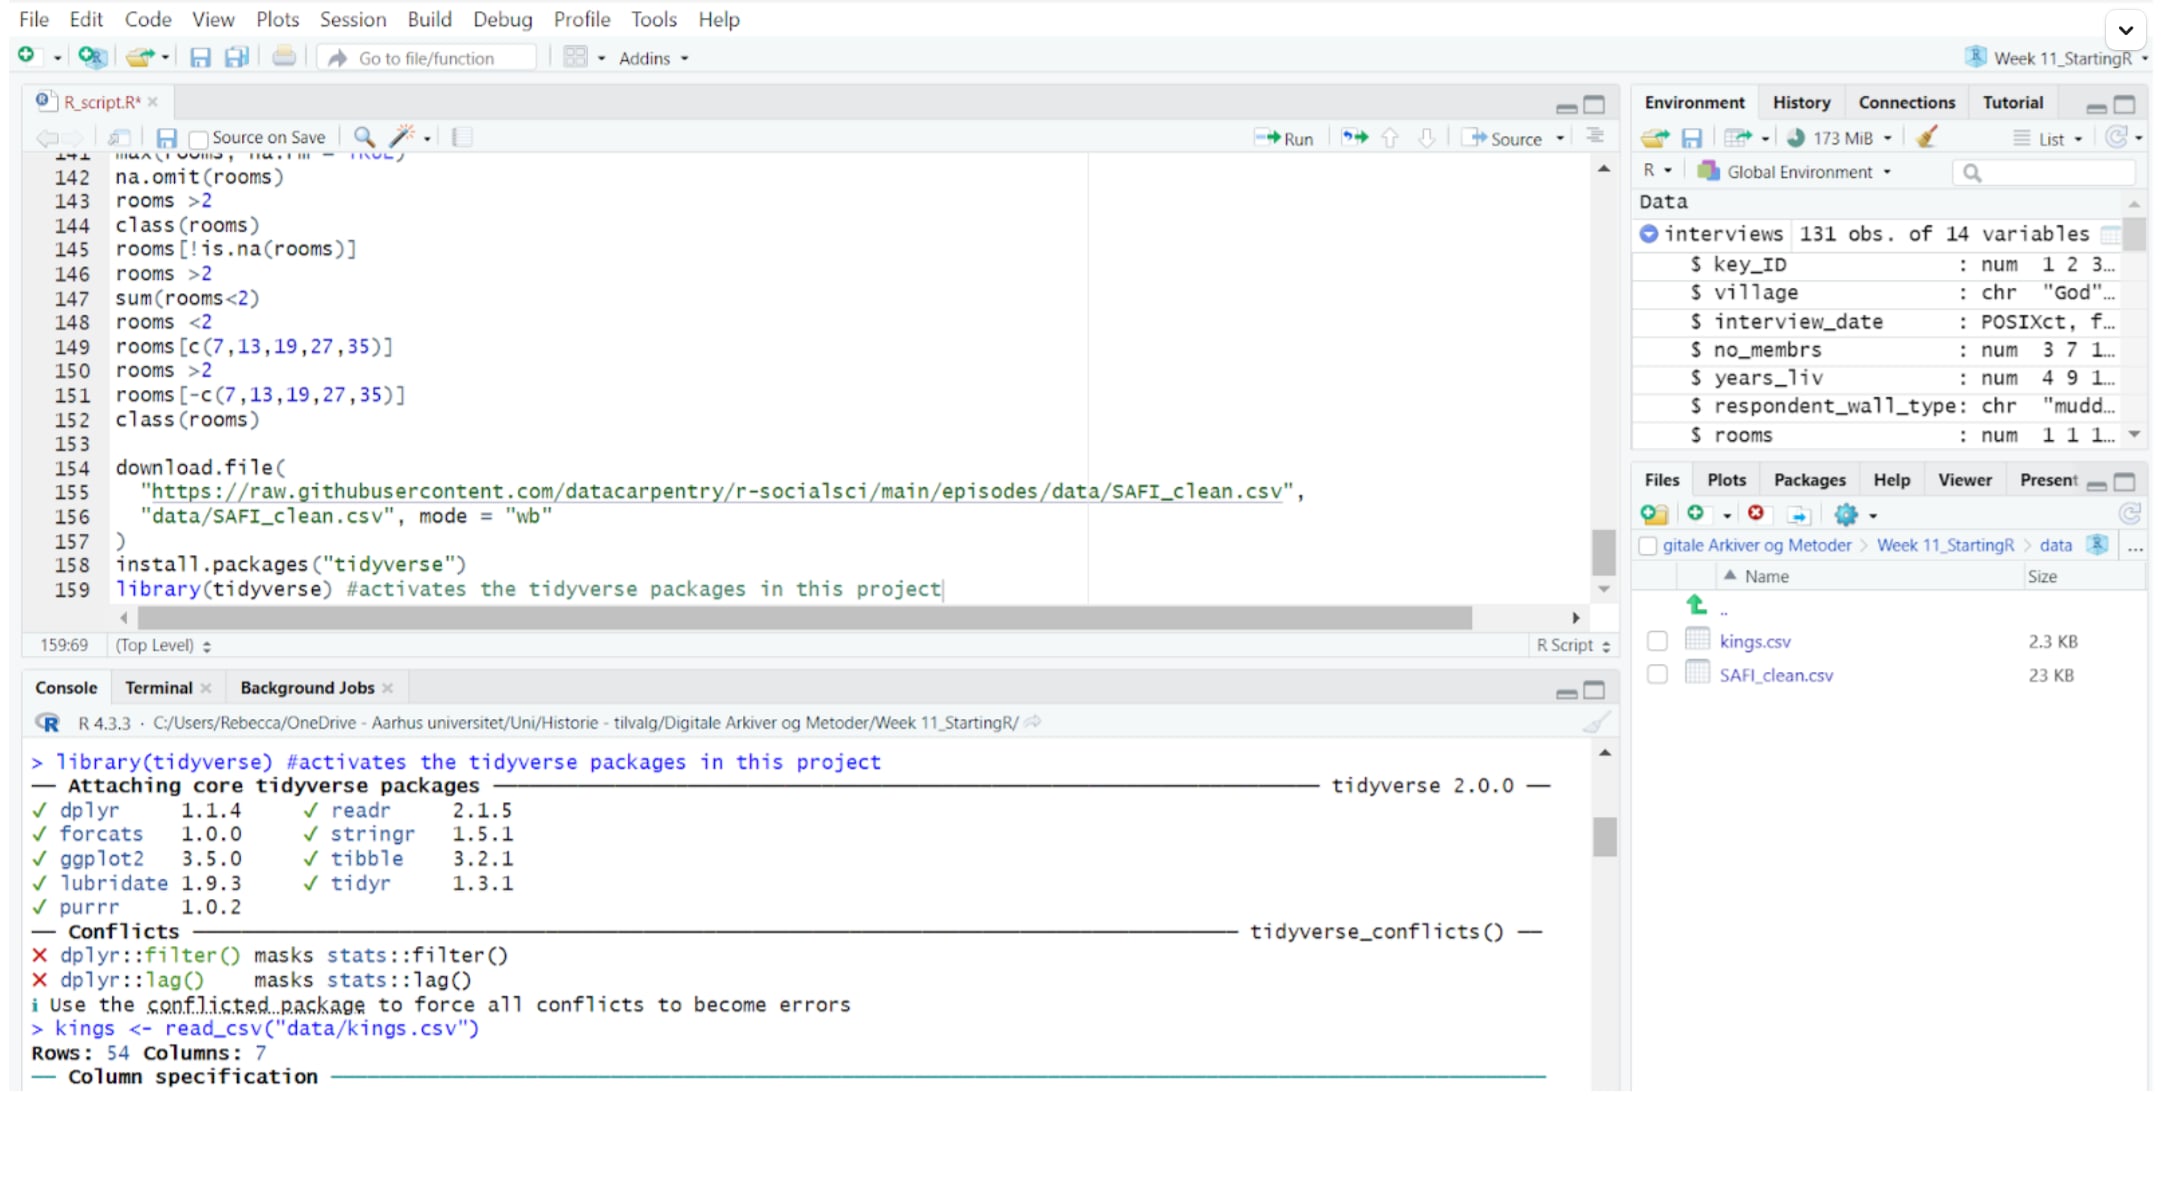 File Edit Code View Plots Session Build Debug Profile Tools Help
Go to file/function Addins Week 11_StartingR
R_script.R*
Source on Save Run Source
141 max(rooms, na.rm = TRUE)
142 na.omit(rooms)
143 rooms >2
144 class(rooms)
145 rooms[!is.na(rooms)]
146 rooms >2
147 sum(rooms<2)
148 rooms <2
149 rooms[c(7,13,19,27,35)]
150 rooms >2
151 rooms[-c(7,13,19,27,35)]
152 class(rooms)
153
154 download.file(
155 "https://raw.githubusercontent.com/datacarpentry/r-socialsci/main/episodes/data/SAFI_clean.csv",
156 "data/SAFI_clean.csv", mode = "wb"
157 )
158 install.packages("tidyverse")
159 library(tidyverse) #activates the tidyverse packages in this project
159:69 (Top Level) R Script
Console Terminal Background Jobs
R 4.3.3 · C:/Users/Rebecca/OneDrive - Aarhus universitet/Uni/Historie - tilvalg/Digitale Arkiver og Metoder/Week 11_StartingR/
> library(tidyverse) #activates the tidyverse packages in this project
── Attaching core tidyverse packages ── tidyverse 2.0.0 ──
✓ dplyr 1.1.4 ✓ readr 2.1.5
✓ forcats 1.0.0 ✓ stringr 1.5.1
✓ ggplot2 3.5.0 ✓ tibble 3.2.1
✓ lubridate 1.9.3 ✓ tidyr 1.3.1
✓ purrr 1.0.2
── Conflicts ── tidyverse_conflicts() ──
✗ dplyr::filter() masks stats::filter()
✗ dplyr::lag() masks stats::lag()
ℹ Use the conflicted package to force all conflicts to become errors
> kings <- read_csv("data/kings.csv")
Rows: 54 Columns: 7
── Column specification ──
Environment History Connections Tutorial
173 MiB List
R Global Environment
Data
interviews 131 obs. of 14 variables
$ key_ID : num 1 2 3…
$ village : chr "God"…
$ interview_date : POSIXct, f…
$ no_membrs : num 3 7 1…
$ years_liv : num 4 9 1…
$ respondent_wall_type: chr "mudd…
$ rooms : num 1 1 1…
Files Plots Packages Help Viewer Present
gitale Arkiver og Metoder > Week 11_StartingR > data ...
Name Size
..
kings.csv 2.3 KB
SAFI_clean.csv 23 KB